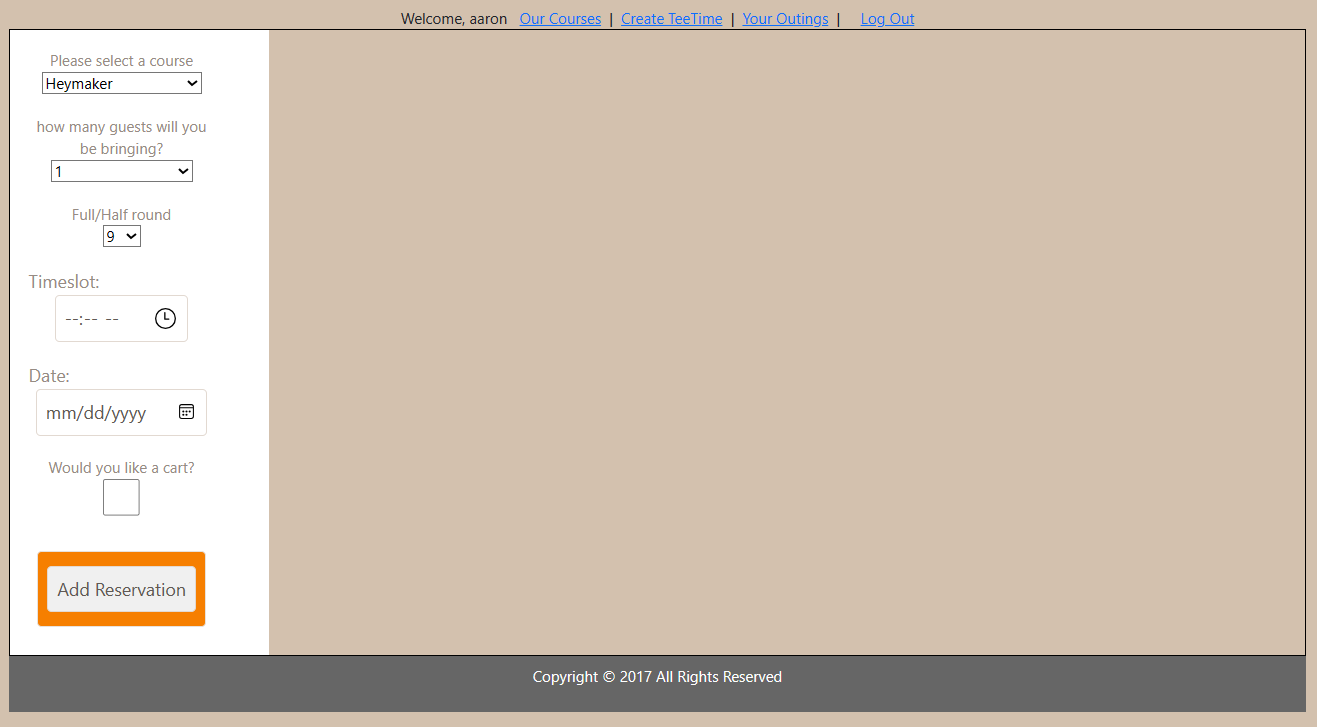 Welcome, aaron Our Courses | Create TeeTime | Your Outings | Log Out
Please select a course
Heymaker
how many guests will you
be bringing?
1
Full/Half round
9
Timeslot:
--:-- --
Date:
mm/dd/yyyy
Would you like a cart?
Add Reservation
Copyright © 2017 All Rights Reserved